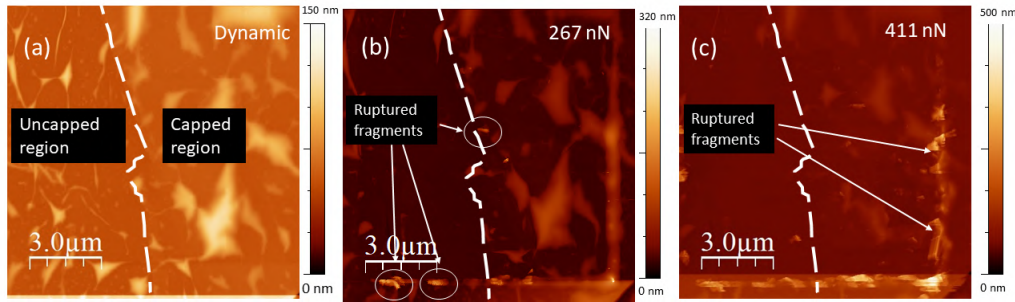 (a)
Dynamic
150 nm
Uncapped
region
Capped
region
3.0μm
0 nm
(b)
267 nN
320 nm
Ruptured
fragments
3.0μm
0 nm
(c)
411 nN
500 nm
Ruptured
fragments
3.0μm
0 nm